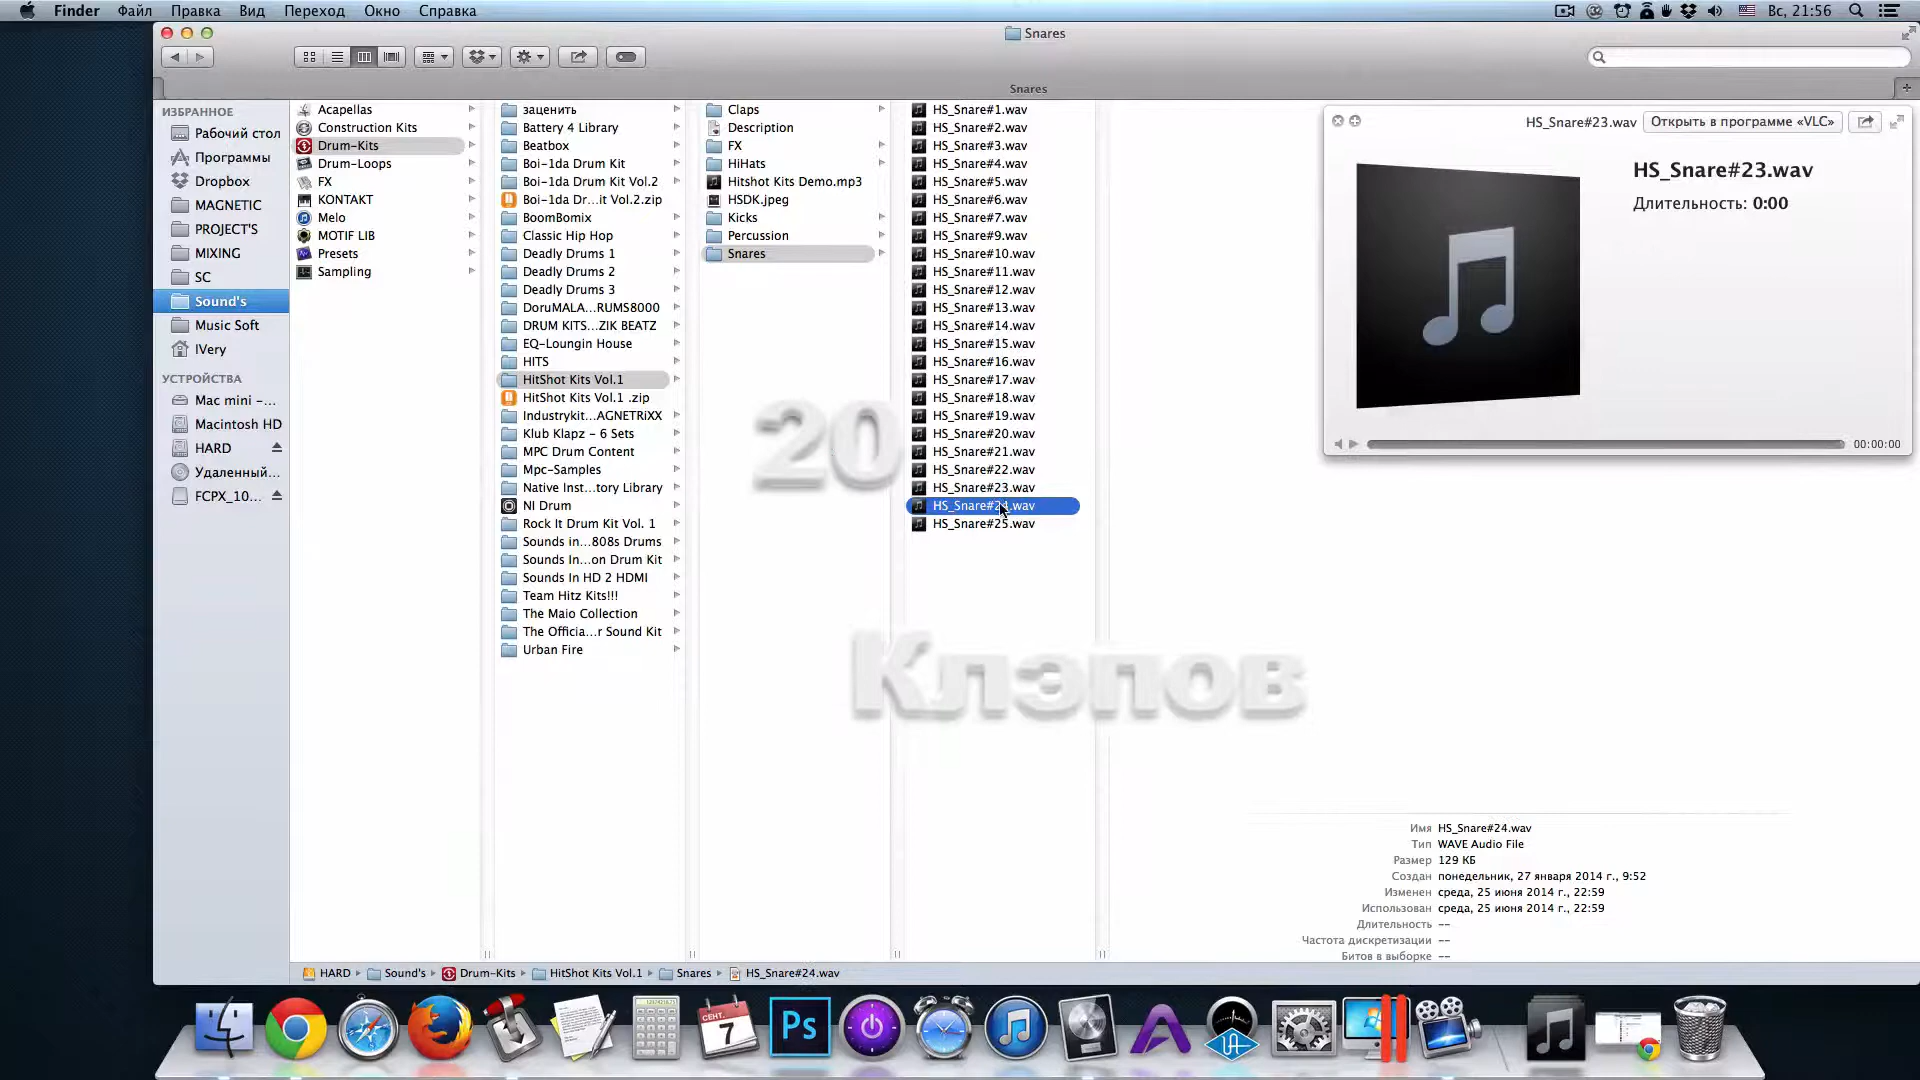 Finder Файл Правка Вид Переход Окно Справка Вс, 21:56
Snares
Snares
ИЗБРАННОЕ
Рабочий стол
Программы
Dropbox
MAGNETIC
PROJECT'S
MIXING
SC
Sound's
Music Soft
IVery
УСТРОЙСТВА
Mac mini –...
Macintosh HD
HARD
Удаленный...
FCPX_10...
Acapellas
Construction Kits
Drum-Kits
Drum-Loops
FX
KONTAKT
Melo
MOTIF LIB
Presets
Sampling
заценить
Battery 4 Library
Beatbox
Boi-1da Drum Kit
Boi-1da Drum Kit Vol.2
Boi-1da Dr...it Vol.2.zip
BoomBomix
Classic Hip Hop
Deadly Drums 1
Deadly Drums 2
Deadly Drums 3
DoruMALA...RUMS8000
DRUM KITS...ZIK BEATZ
EQ-Loungin House
HITS
HitShot Kits Vol.1
HitShot Kits Vol.1 .zip
Industrykit...AGNETRiXX
Klub Klapz – 6 Sets
MPC Drum Content
Mpc-Samples
Native Inst...tory Library
NI Drum
Rock It Drum Kit Vol. 1
Sounds in...808s Drums
Sounds In...on Drum Kit
Sounds In HD 2 HDMI
Team Hitz Kits!!!
The Maio Collection
The Officia...r Sound Kit
Urban Fire
Claps
Description
FX
HiHats
Hitshot Kits Demo.mp3
HSDK.jpeg
Kicks
Percussion
Snares
HS_Snare#1.wav
HS_Snare#2.wav
HS_Snare#3.wav
HS_Snare#4.wav
HS_Snare#5.wav
HS_Snare#6.wav
HS_Snare#7.wav
HS_Snare#9.wav
HS_Snare#10.wav
HS_Snare#11.wav
HS_Snare#12.wav
HS_Snare#13.wav
HS_Snare#14.wav
HS_Snare#15.wav
HS_Snare#16.wav
HS_Snare#17.wav
HS_Snare#18.wav
HS_Snare#19.wav
HS_Snare#20.wav
HS_Snare#21.wav
HS_Snare#22.wav
HS_Snare#23.wav
HS_Snare#24.wav
HS_Snare#25.wav
20
Клэпов
HS_Snare#23.wav Открыть в программе «VLC»
HS_Snare#23.wav
Длительность: 0:00
00:00:00
Имя HS_Snare#24.wav
Тип WAVE Audio File
Размер 129 КБ
Создан понедельник, 27 января 2014 г., 9:52
Изменен среда, 25 июня 2014 г., 22:59
Использован среда, 25 июня 2014 г., 22:59
Длительность --
Частота дискретизации --
Битов в выборке --
HARD Sound's Drum-Kits HitShot Kits Vol.1 Snares HS_Snare#24.wav
СЕНТ.
7
Ps